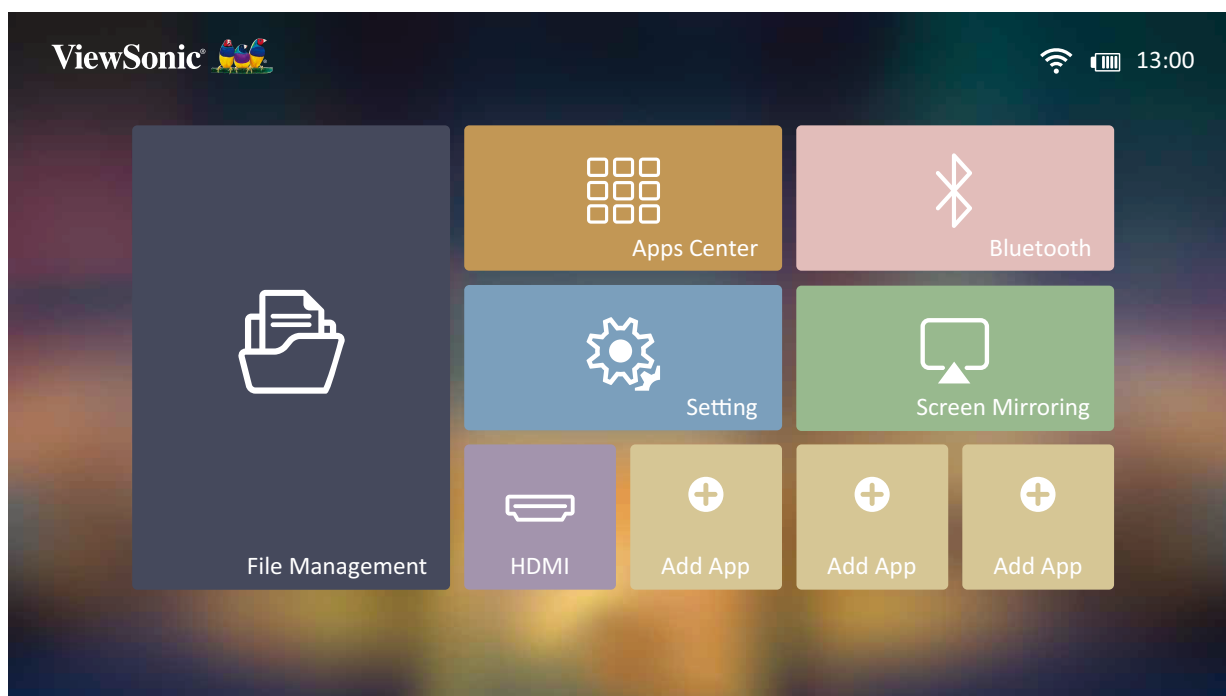 ViewSonic®
13:00
Apps Center
Bluetooth
Setting
Screen Mirroring
File Management
HDMI
Add App
Add App
Add App